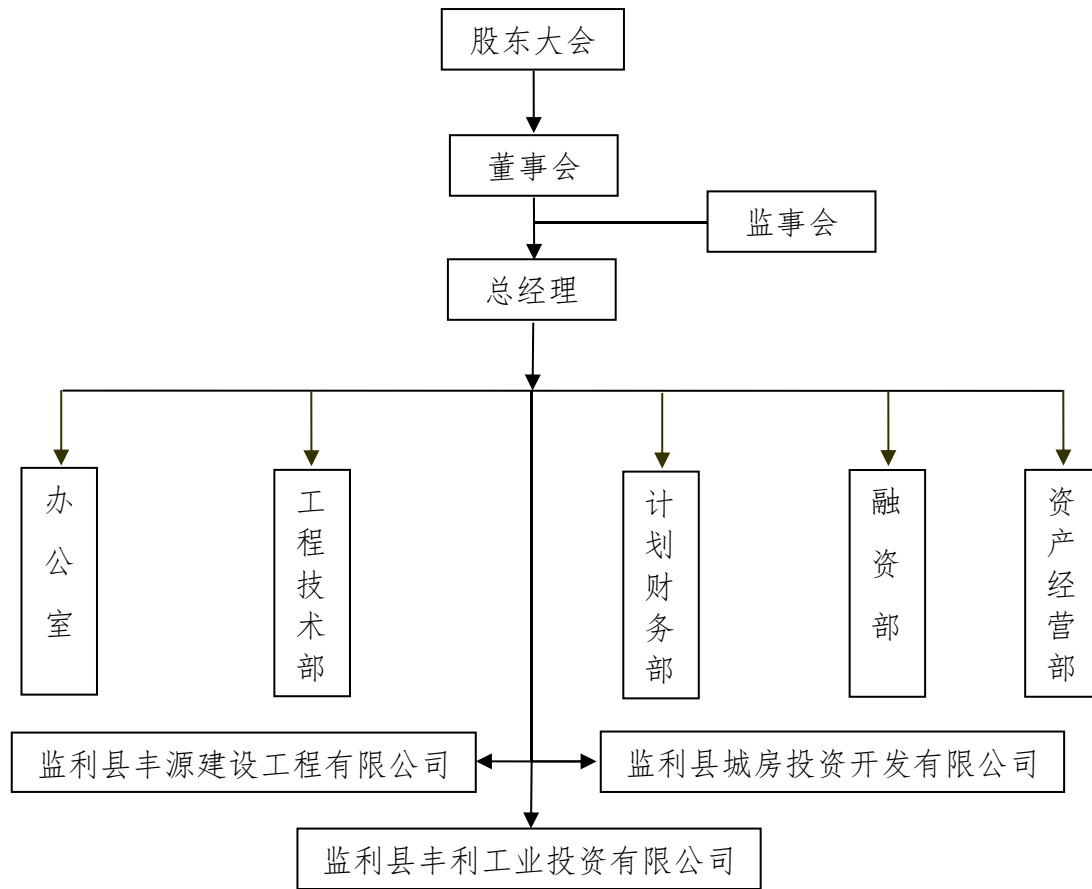 股东大会
董事会
监事会
总经理
办公室
工程技术部
计划财务部
融资部
资产经营部
监利县丰源建设工程有限公司
监利县城房投资开发有限公司
监利县丰利工业投资有限公司